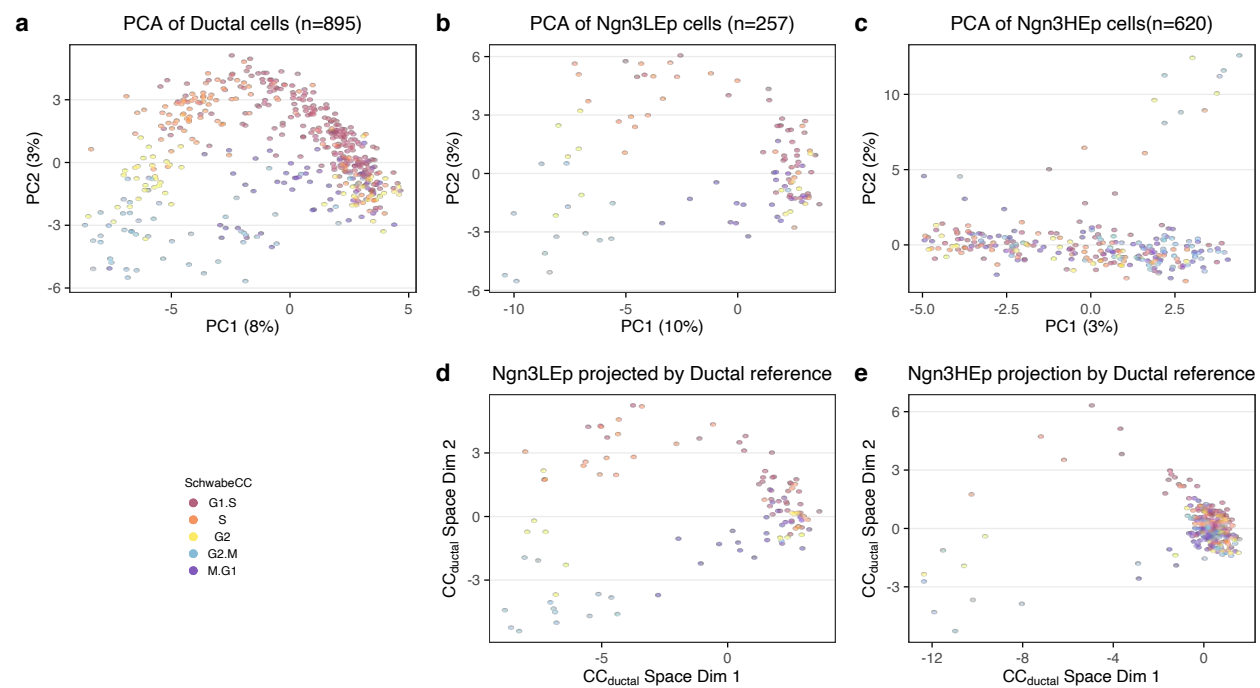 a
PCA of Ductal cells (n=895)
3
0
-3
-6
PC2 (3%)
-5
0
5
PC1 (8%)
b
PCA of Ngn3LEp cells (n=257)
6
3
0
-3
-6
PC2 (3%)
-10
-5
0
PC1 (10%)
c
PCA of Ngn3HEp cells(n=620)
10
5
0
PC2 (2%)
-5.0
-2.5
0.0
2.5
PC1 (3%)
d
Ngn3LEp projected by Ductal reference
3
0
-3
CCductal Space Dim 2
-5
0
CCductal Space Dim 1
e
Ngn3HEp projection by Ductal reference
6
3
0
-3
CCductal Space Dim 2
-12
-8
-4
0
CCductal Space Dim 1
SchwabeCC
G1.S
S
G2
G2.M
M.G1